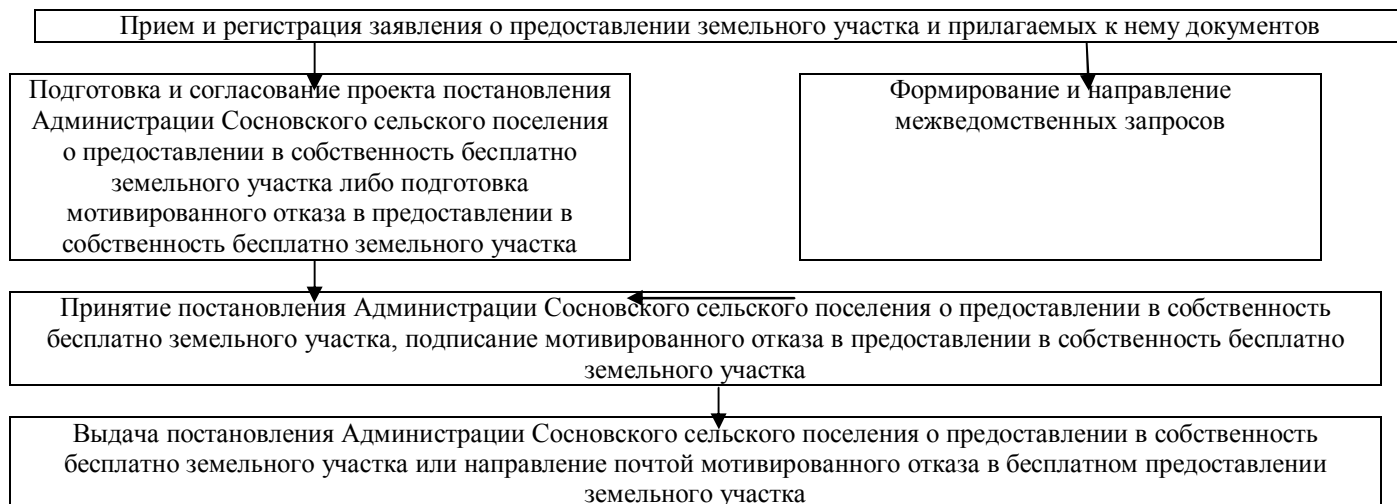 Прием и регистрация заявления о предоставлении земельного участка и прилагаемых к нему документов
Подготовка и согласование проекта постановления
Администрации Сосновского сельского поселения
о предоставлении в собственность бесплатно
земельного участка либо подготовка
мотивированного отказа в предоставлении в
собственность бесплатно земельного участка
Формирование и направление
межведомственных запросов
Принятие постановления Администрации Сосновского сельского поселения о предоставлении в собственность
бесплатно земельного участка, подписание мотивированного отказа в предоставлении в собственность бесплатно
земельного участка
Выдача постановления Администрации Сосновского сельского поселения о предоставлении в собственность
бесплатно земельного участка или направление почтой мотивированного отказа в бесплатном предоставлении
земельного участка